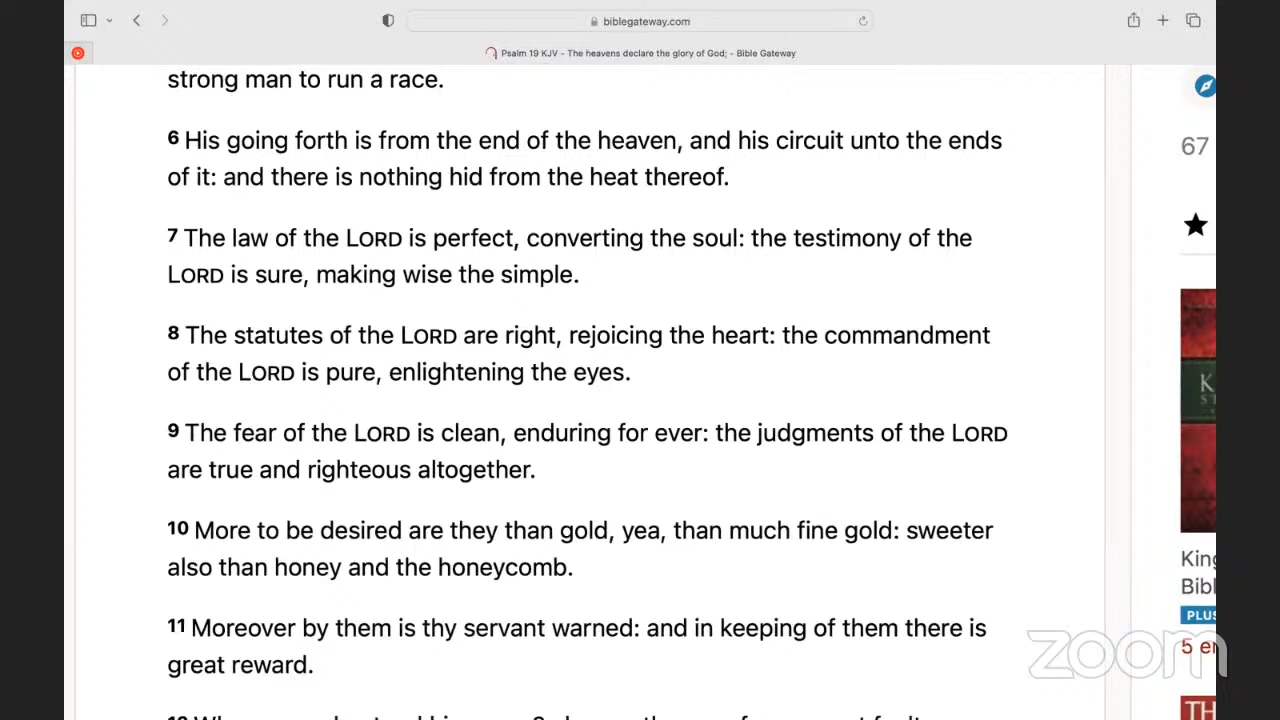 biblegateway.com
Psalm 19 KJV - The heavens declare the glory of God; - Bible Gateway
strong man to run a race.
6 His going forth is from the end of the heaven, and his circuit unto the ends
of it: and there is nothing hid from the heat thereof.
7 The law of the LORD is perfect, converting the soul: the testimony of the
LORD is sure, making wise the simple.
8 The statutes of the LORD are right, rejoicing the heart: the commandment
of the LORD is pure, enlightening the eyes.
9 The fear of the LORD is clean, enduring for ever: the judgments of the LORD
are true and righteous altogether.
10 More to be desired are they than gold, yea, than much fine gold: sweeter
also than honey and the honeycomb.
11 Moreover by them is thy servant warned: and in keeping of them there is
great reward.
67
King
Bibl
PLUS
5 en
TH
zoom